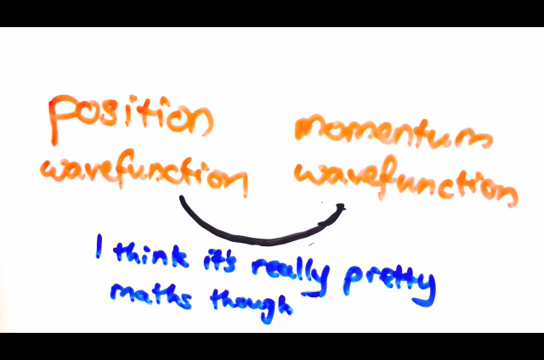 position
wavefunction
momentum
wavefunction
I think it's really pretty
maths though